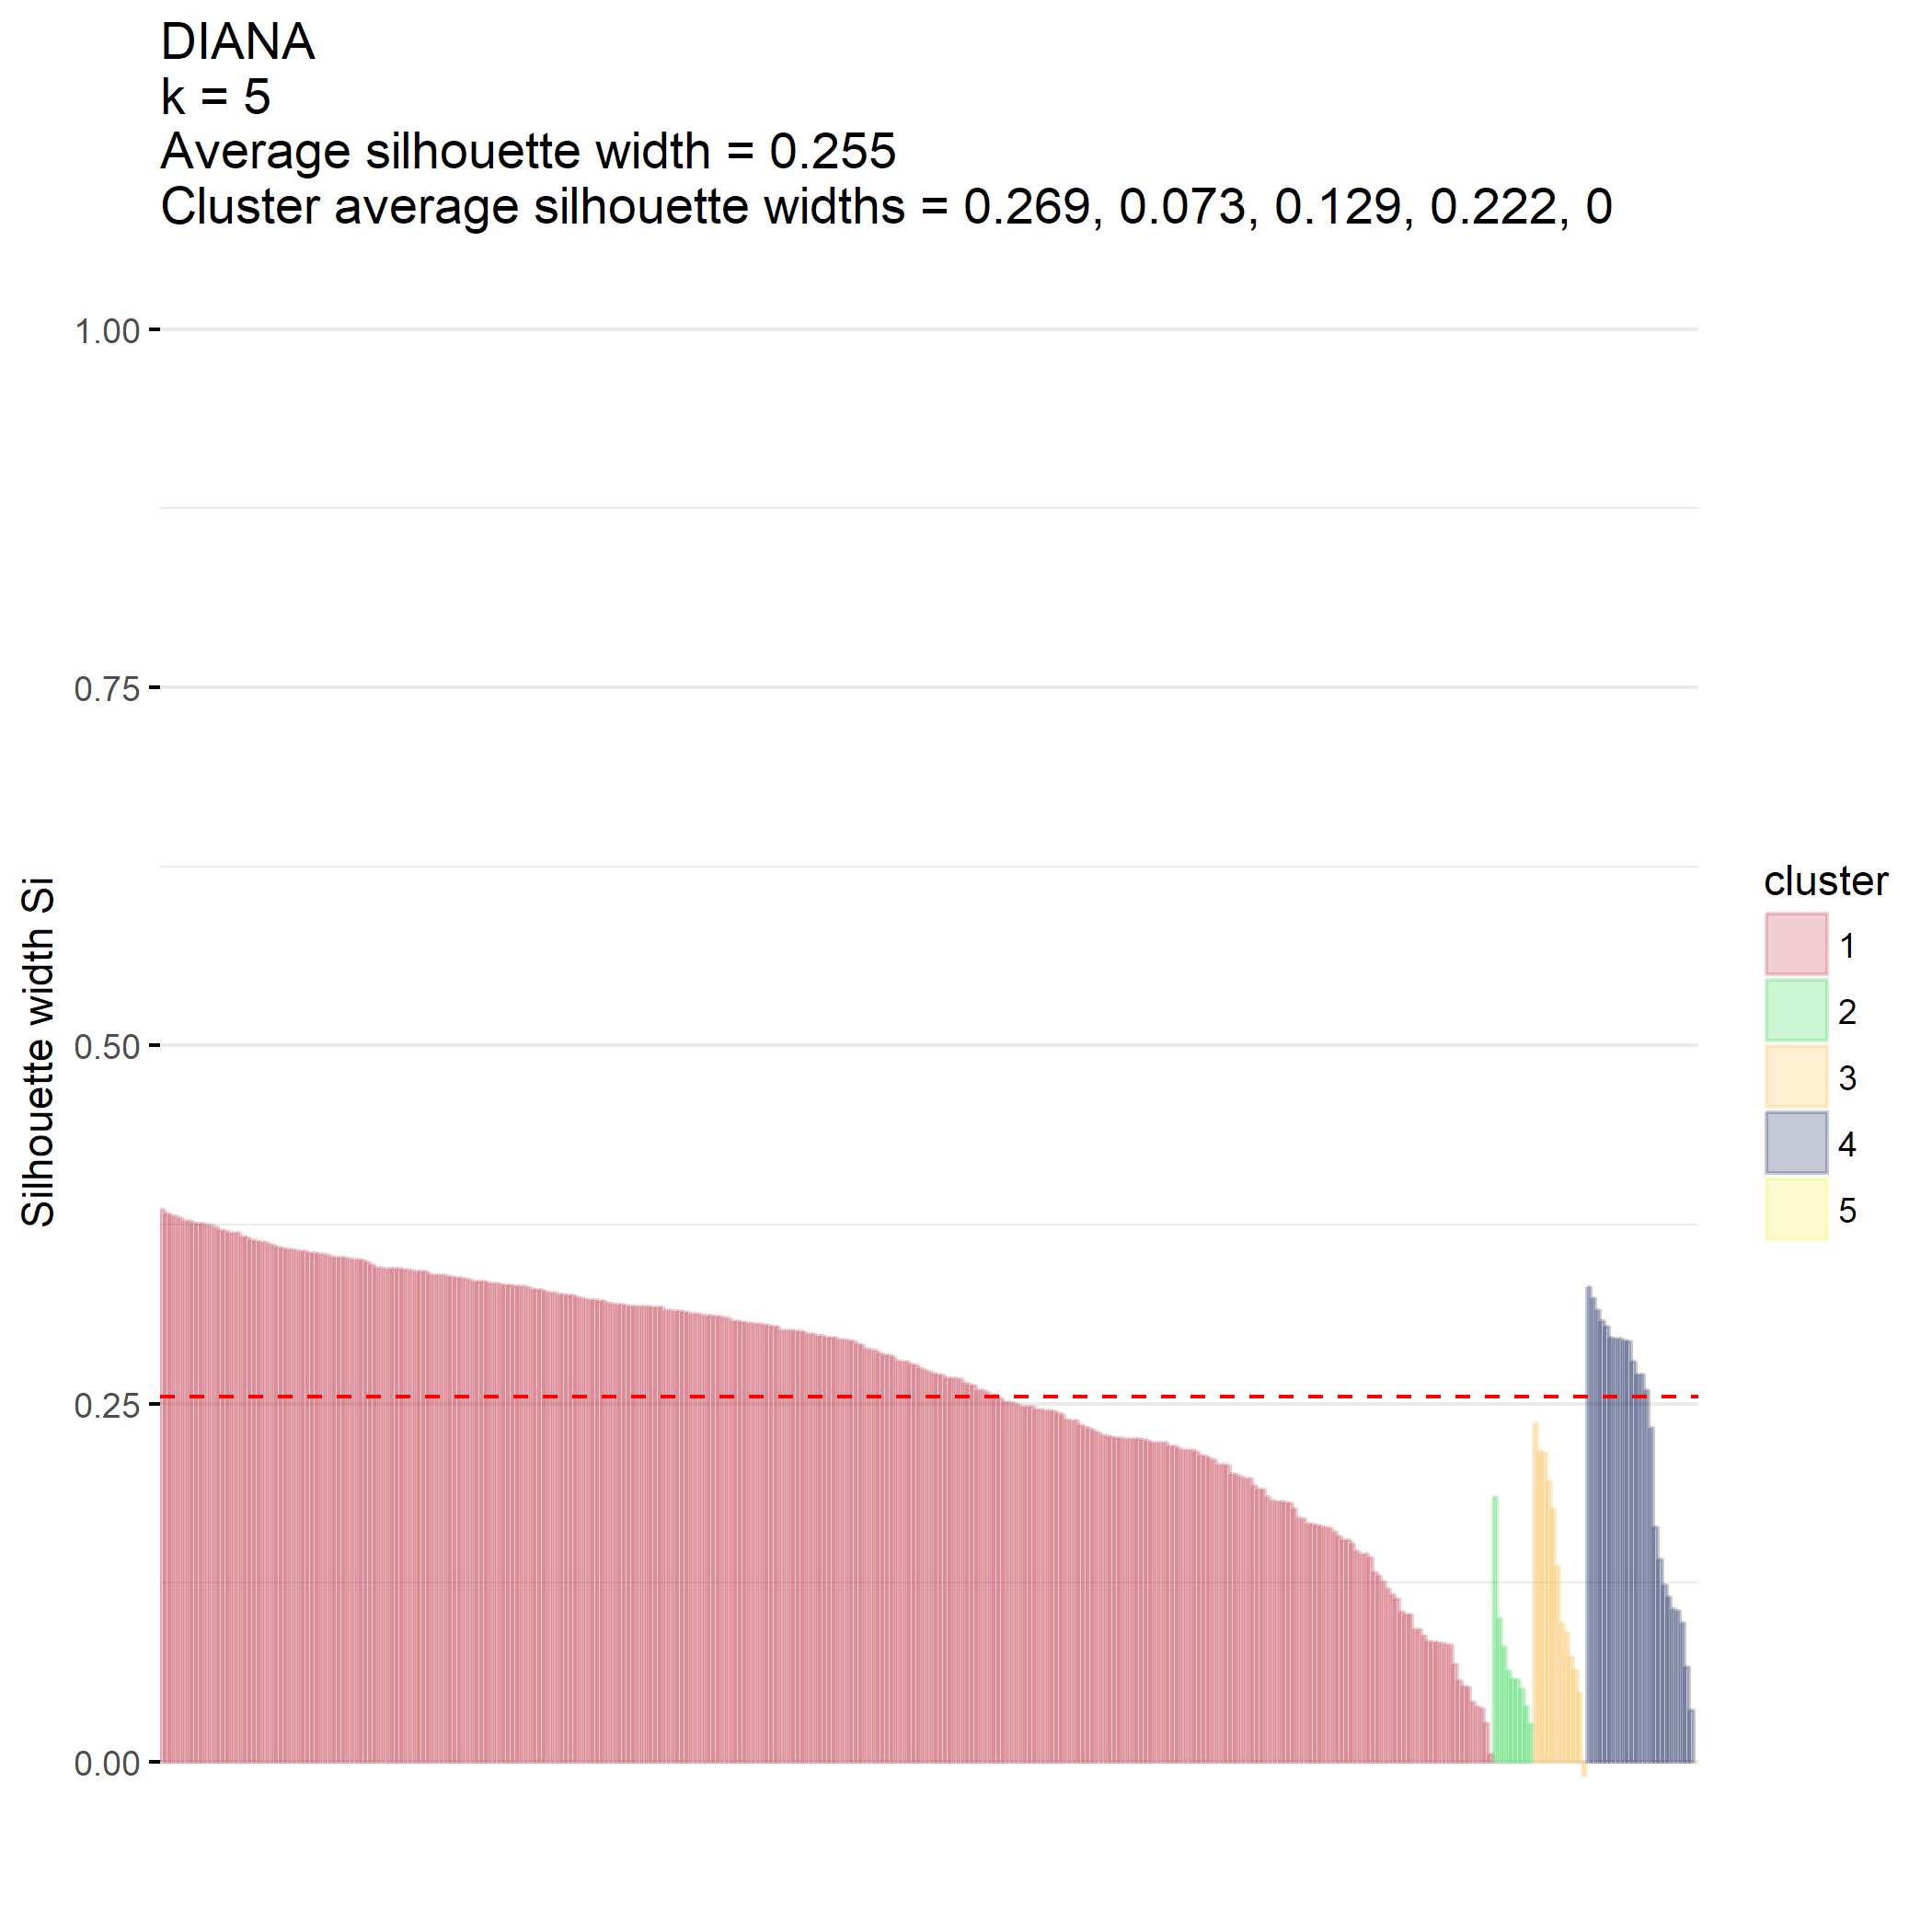 DIANA
k = 5
Average silhouette width = 0.255
Cluster average silhouette widths = 0.269, 0.073, 0.129, 0.222, 0
1.00
0.75
0.50
0.25
0.00
Silhouette width Si
cluster
1
2
3
4
5